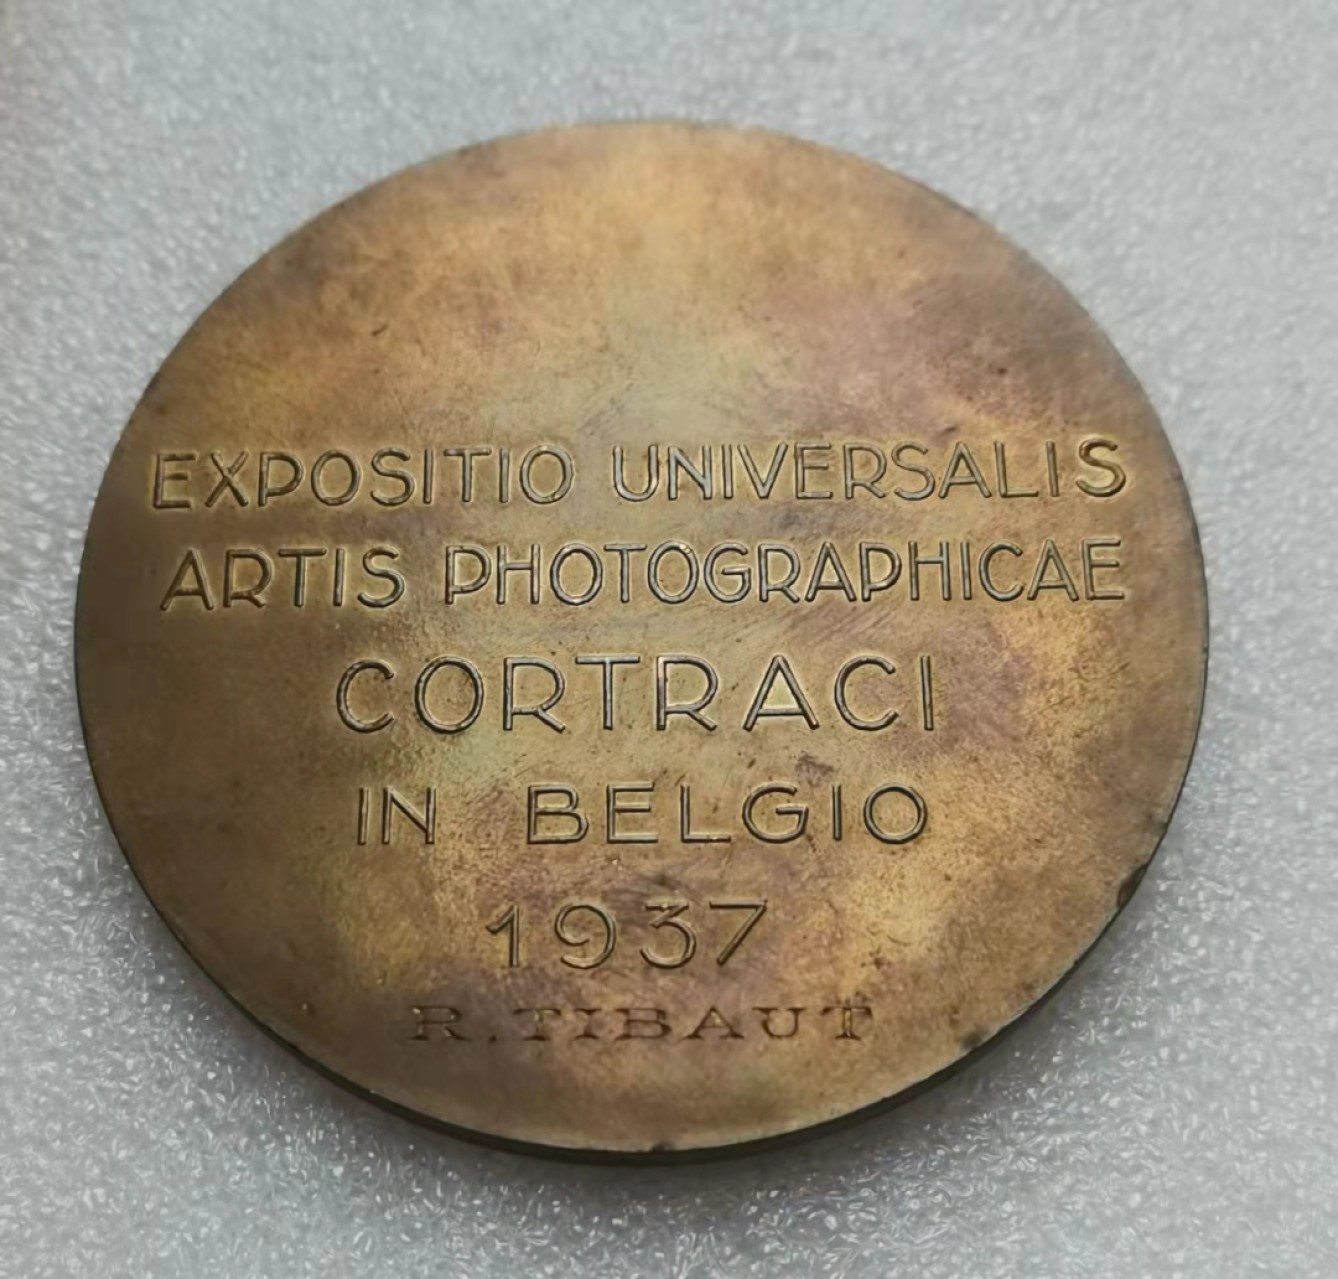 EXPOSITIO UNIVERSALIS
ARTIS PHOTOGRAPHICAE
CORTRACI
IN BELGIO
1937
R.TIBAUT